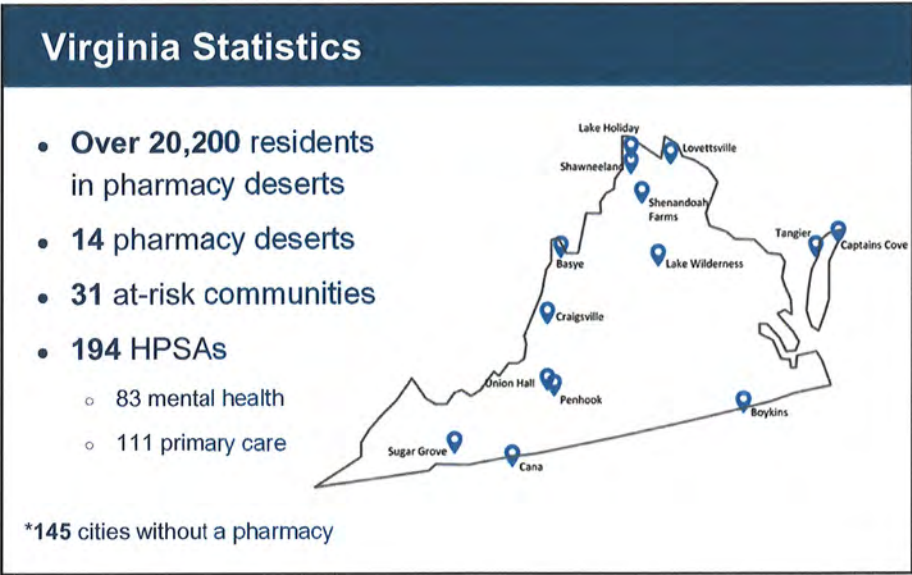 Virginia Statistics
• Over 20,200 residents
in pharmacy deserts
• 14 pharmacy deserts
• 31 at-risk communities
• 194 HPSAs
○ 83 mental health
○ 111 primary care
*145 cities without a pharmacy
Lake Holiday
Lovettsville
Shawneeland
Shenandoah
Farms
Tangier
Captains Cove
Basye
Lake Wilderness
Craigsville
Union Hall
Penhook
Boykins
Sugar Grove
Cana